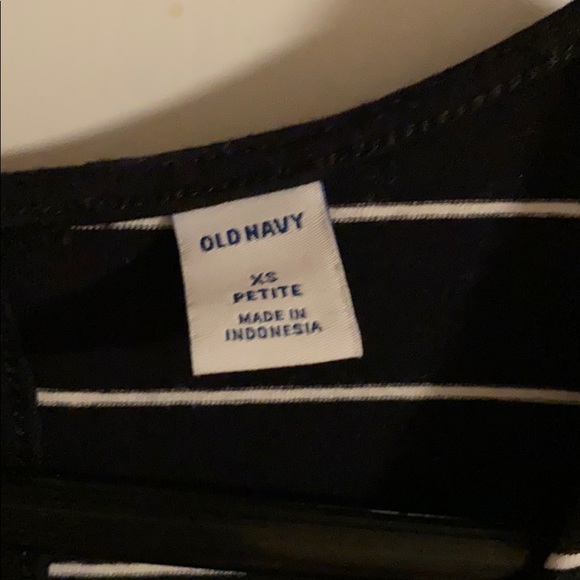 OLD NAVY
XS
PETITE
MADE IN
INDONESIA